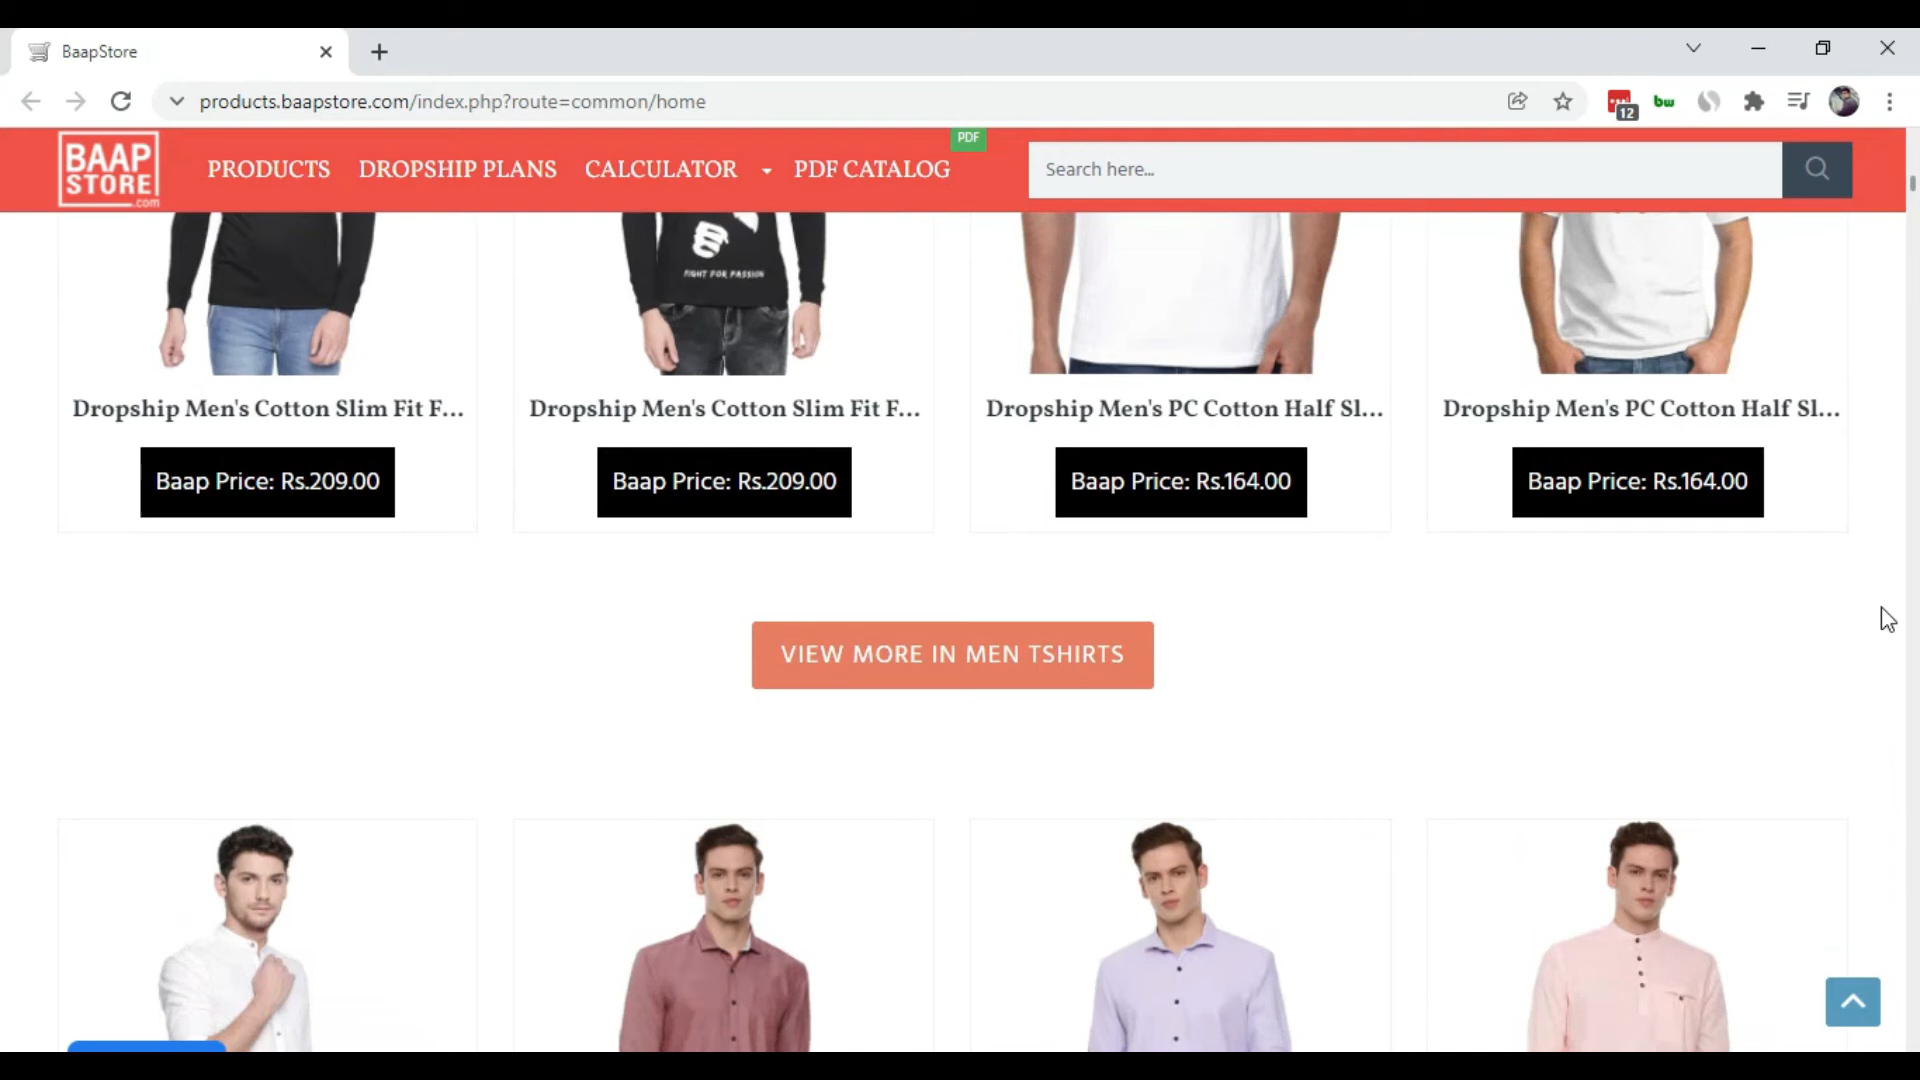 BaapStore
products.baapstore.com/index.php?route=common/home
12
bw
BAAP
STORE
.com
PRODUCTS
DROPSHIP PLANS
CALCULATOR
PDF CATALOG
PDF
Search here...
FIGHT FOR PASSION
Dropship Men's Cotton Slim Fit F...
Dropship Men's Cotton Slim Fit F...
Dropship Men's PC Cotton Half Sl...
Dropship Men's PC Cotton Half Sl...
Baap Price: Rs.209.00
Baap Price: Rs.209.00
Baap Price: Rs.164.00
Baap Price: Rs.164.00
VIEW MORE IN MEN TSHIRTS